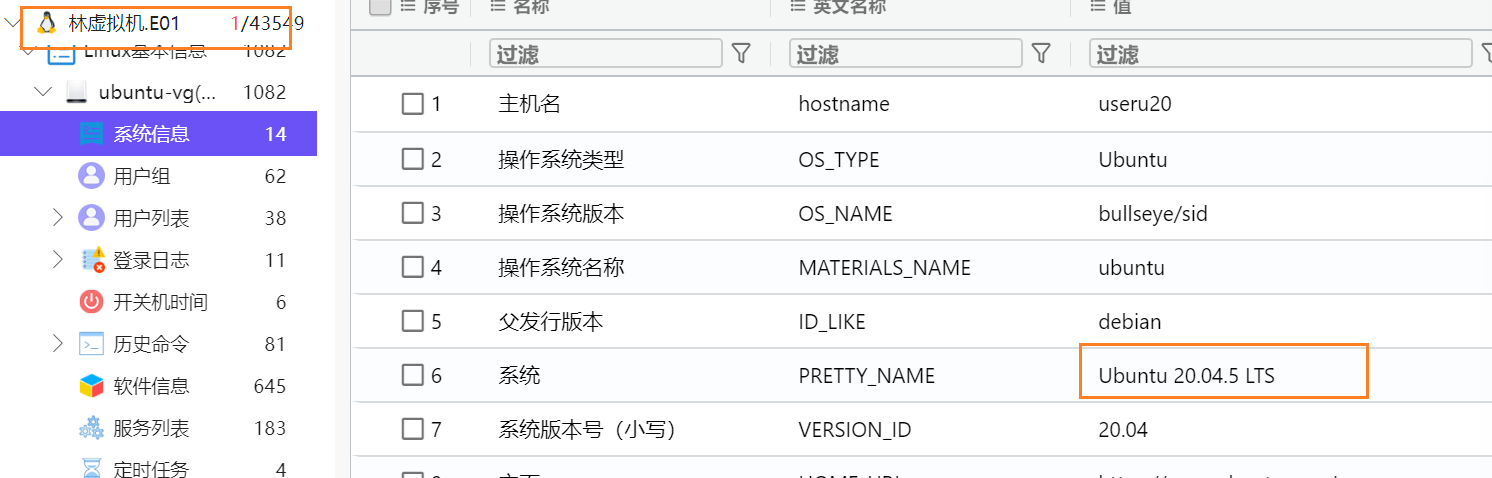 序号 名称 英文名称 值
林虚拟机.E01 1/43549
Linux基本信息 1082
过滤 过滤 过滤
ubuntu-vg(... 1082
1 主机名 hostname useru20
系统信息 14
2 操作系统类型 OS_TYPE Ubuntu
用户组 62
3 操作系统版本 OS_NAME bullseye/sid
用户列表 38
4 操作系统名称 MATERIALS_NAME ubuntu
登录日志 11
开关机时间 6
5 父发行版本 ID_LIKE debian
历史命令 81
6 系统 PRETTY_NAME Ubuntu 20.04.5 LTS
软件信息 645
7 系统版本号（小写） VERSION_ID 20.04
服务列表 183
定时任务 4